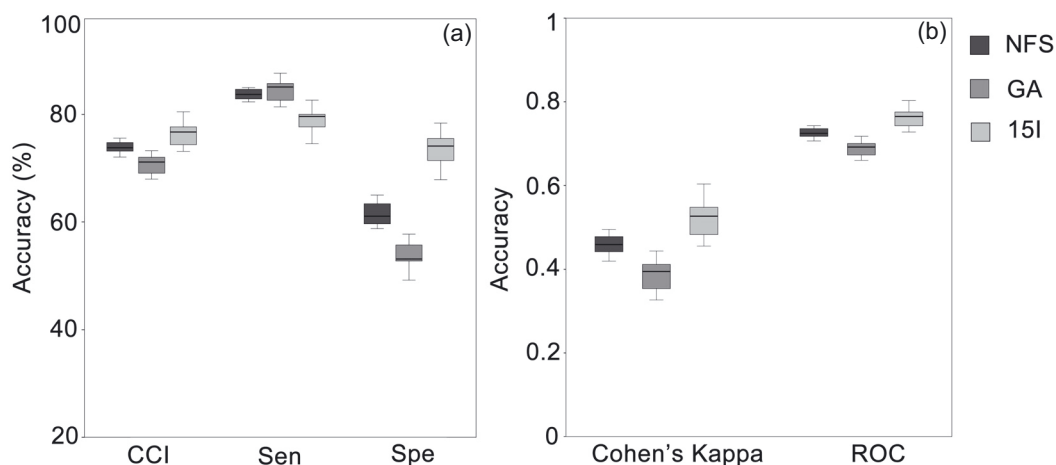 100
80
60
40
20
Accuracy (%)
(a)
CCI
Sen
Spe
1
0.8
0.6
0.4
0.2
0
Accuracy
(b)
Cohen's Kappa
ROC
NFS
GA
15I